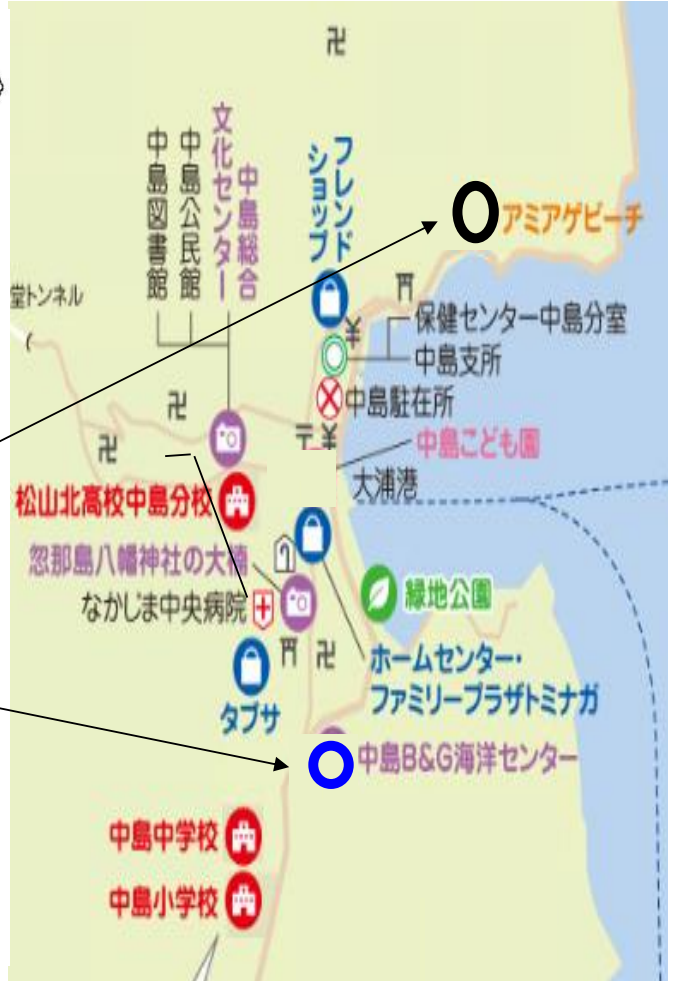 中島図書館
中島公民館
中島総合
文化センター
フレンド
ショップ
アミアゲビーチ
堂トンネル
保健センター中島分室
中島支所
中島駐在所
中島こども園
大浦港
松山北高校中島分校
忽那島八幡神社の大楠
なかじま中央病院
緑地公園
ホームセンター・
ファミリープラザトミナガ
タブサ
中島B&G海洋センター
中島中学校
中島小学校